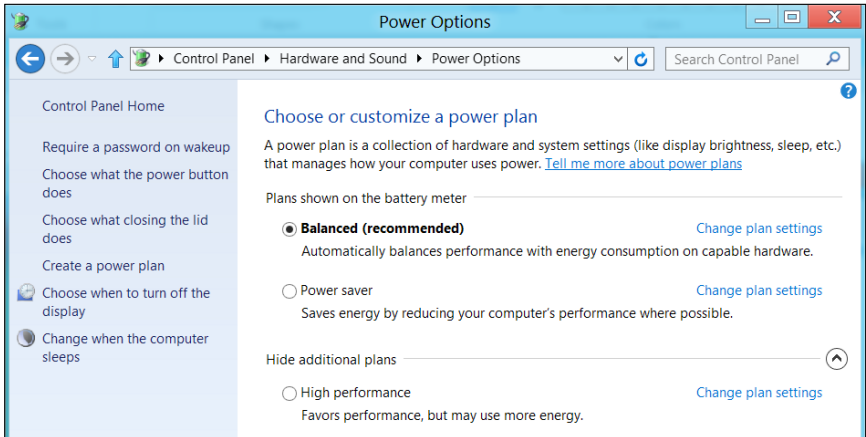 Power Options
Control Panel Hardware and Sound Power Options
Search Control Panel
Control Panel Home
Require a password on wakeup
Choose what the power button
does
Choose what closing the lid
does
Create a power plan
Choose when to turn off the
display
Change when the computer
sleeps
Choose or customize a power plan
A power plan is a collection of hardware and system settings (like display brightness, sleep, etc.)
that manages how your computer uses power. Tell me more about power plans
Plans shown on the battery meter
Balanced (recommended) Change plan settings
Automatically balances performance with energy consumption on capable hardware.
Power saver Change plan settings
Saves energy by reducing your computer's performance where possible.
Hide additional plans
High performance Change plan settings
Favors performance, but may use more energy.